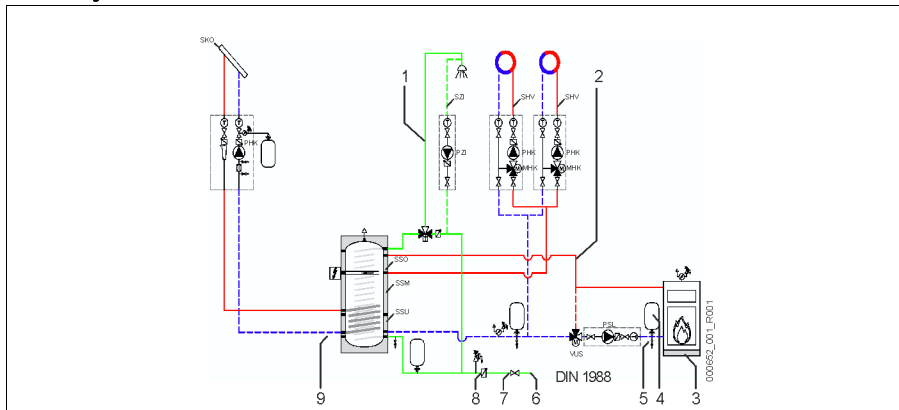 SKO
1
2
SZI
SHV
SHV
PHK
PZI
PHK
PHK
MHK
MHK
M
M
SSO
SSM
SSU
PSL
M
VUS
DIN 1988
9
8
7
6
5
4
3
000652_001_R001